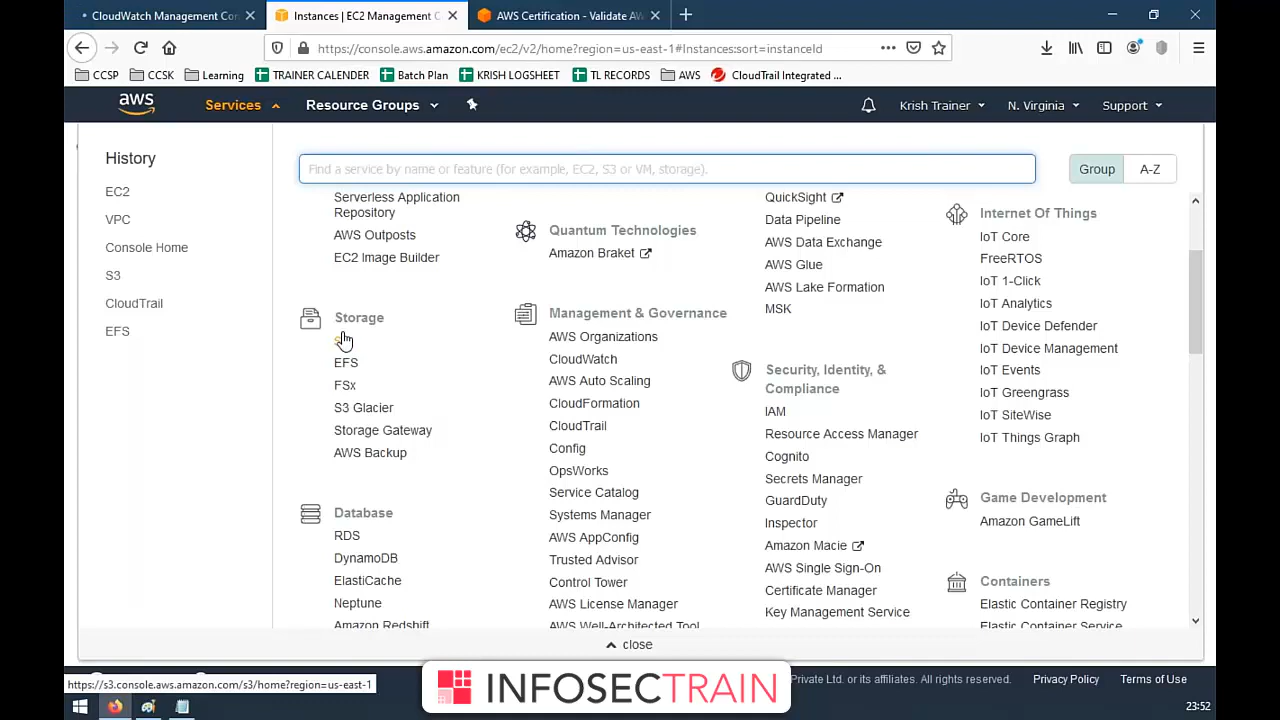 CloudWatch Management Con
Instances | EC2 Management C
AWS Certification - Validate AW
https://console.aws.amazon.com/ec2/v2/home?region=us-east-1#Instances:sort=instanceId
CCSP
CCSK
Learning
TRAINER CALENDER
Batch Plan
KRISH LOGSHEET
TL RECORDS
AWS
CloudTrail Integrated ...
aws
Services
Resource Groups
Krish Trainer
N. Virginia
Support
History
EC2
VPC
Console Home
S3
CloudTrail
EFS
Find a service by name or feature (for example, EC2, S3 or VM, storage).
Group
A-Z
Serverless Application
Repository
AWS Outposts
EC2 Image Builder
Storage
EFS
FSx
S3 Glacier
Storage Gateway
AWS Backup
Database
RDS
DynamoDB
ElastiCache
Neptune
Amazon Redshift
Quantum Technologies
Amazon Braket
Management & Governance
AWS Organizations
CloudWatch
AWS Auto Scaling
CloudFormation
CloudTrail
Config
OpsWorks
Service Catalog
Systems Manager
AWS AppConfig
Trusted Advisor
Control Tower
AWS License Manager
AWS Well-Architected Tool
QuickSight
Data Pipeline
AWS Data Exchange
AWS Glue
AWS Lake Formation
MSK
Security, Identity, &
Compliance
IAM
Resource Access Manager
Cognito
Secrets Manager
GuardDuty
Inspector
Amazon Macie
AWS Single Sign-On
Certificate Manager
Key Management Service
Internet Of Things
IoT Core
FreeRTOS
IoT 1-Click
IoT Analytics
IoT Device Defender
IoT Device Management
IoT Events
IoT Greengrass
IoT SiteWise
IoT Things Graph
Game Development
Amazon GameLift
Containers
Elastic Container Registry
Elastic Container Service
close
https://s3.console.aws.amazon.com/s3/home?region=us-east-1
INFOSECTRAIN
Private Ltd. or its affiliates. All rights reserved.
Privacy Policy
Terms of Use
23:52